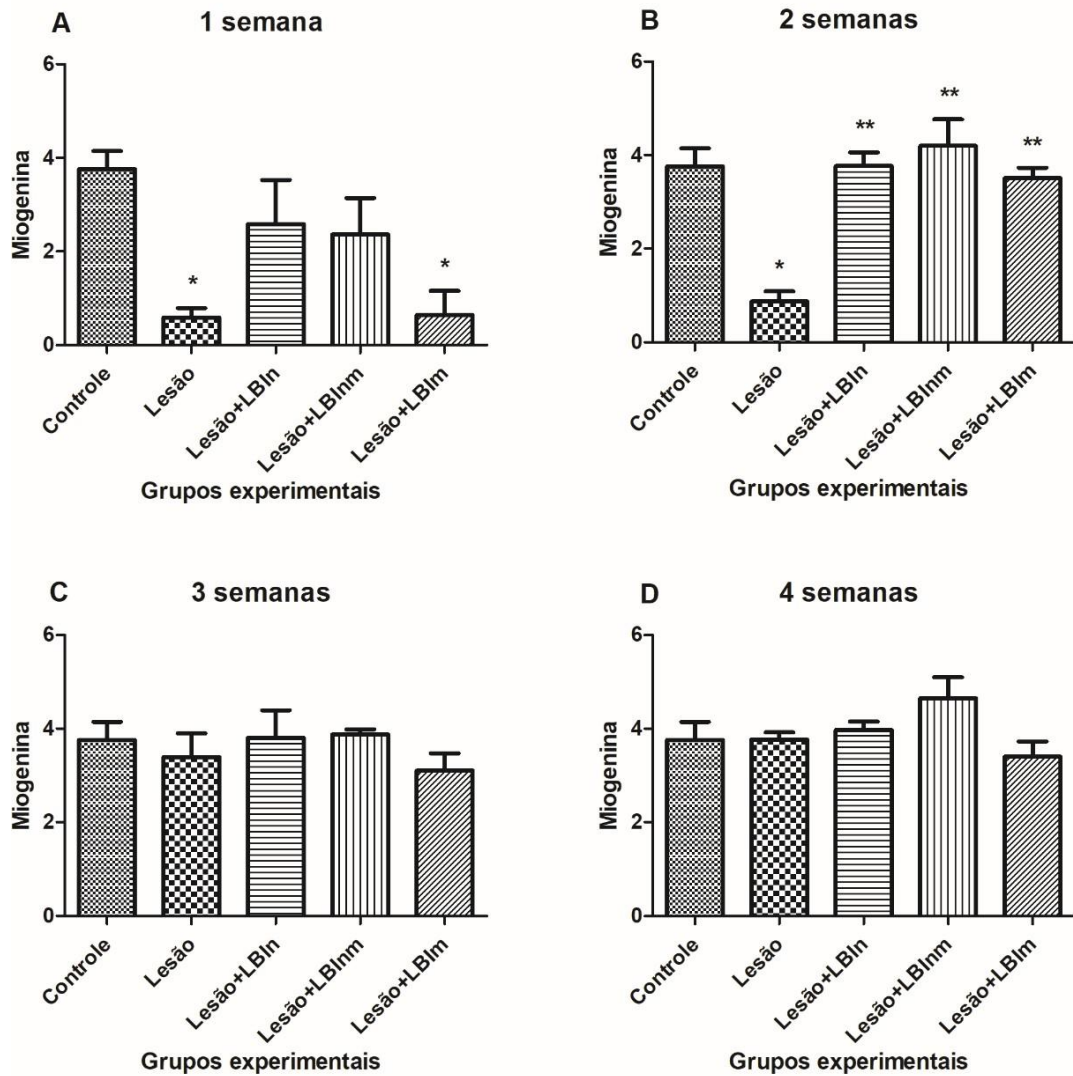 A
1 semana
Miogenina
6
4
2
0
*
*
Controle
Lesão
Lesão+LBIn
Lesão+LBInm
Lesão+LBIm
Grupos experimentais
B
2 semanas
Miogenina
6
4
2
0
*
**
**
**
Controle
Lesão
Lesão+LBIn
Lesão+LBInm
Lesão+LBIm
Grupos experimentais
C
3 semanas
Miogenina
6
4
2
0
Controle
Lesão
Lesão+LBIn
Lesão+LBInm
Lesão+LBIm
Grupos experimentais
D
4 semanas
Miogenina
6
4
2
0
Controle
Lesão
Lesão+LBIn
Lesão+LBInm
Lesão+LBIm
Grupos experimentais